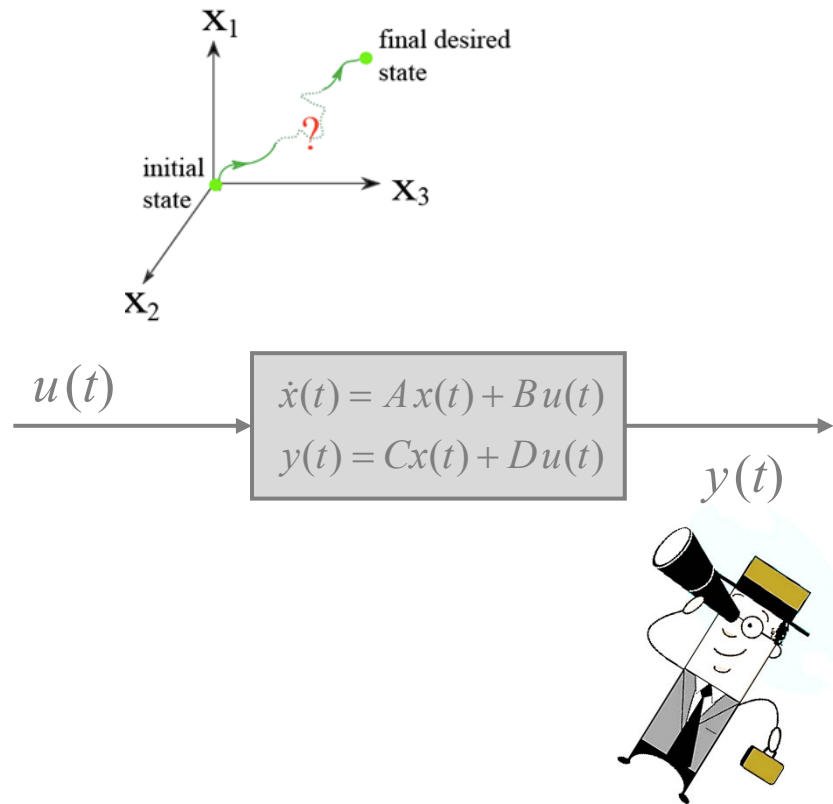 x₁
final desired
state
?
initial
state
x₃
x₂
u(t)
ẋ(t) = Ax(t) + Bu(t)
y(t) = Cx(t) + Du(t)
y(t)